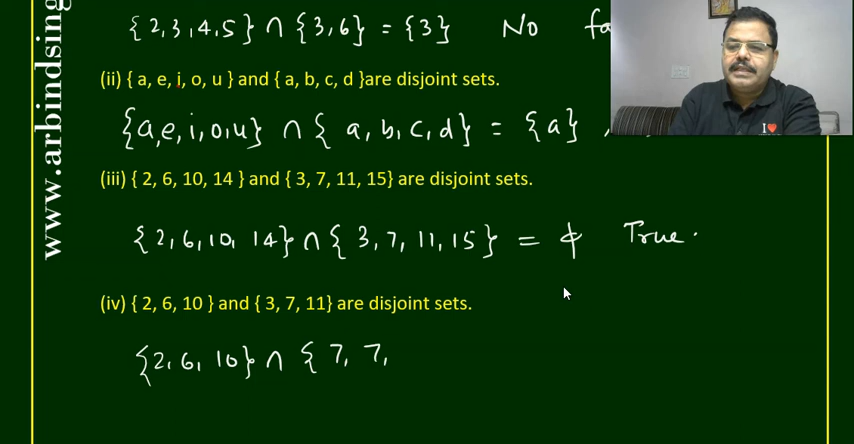 {2,3,4,5} ∩ {3,6} = {3} No
(ii) { a, e, i, o, u } and { a, b, c, d }are disjoint sets.
{a,e,i,o,u} ∩ { a, b, c, d} = {a}
(iii) { 2, 6, 10, 14 } and { 3, 7, 11, 15} are disjoint sets.
{2,6,10, 14} ∩ { 3, 7, 11, 15} = ϕ True.
(iv) { 2, 6, 10 } and { 3, 7, 11} are disjoint sets.
{2, 6, 10} ∩ { 7, 7,
www.arbindsing
I ❤